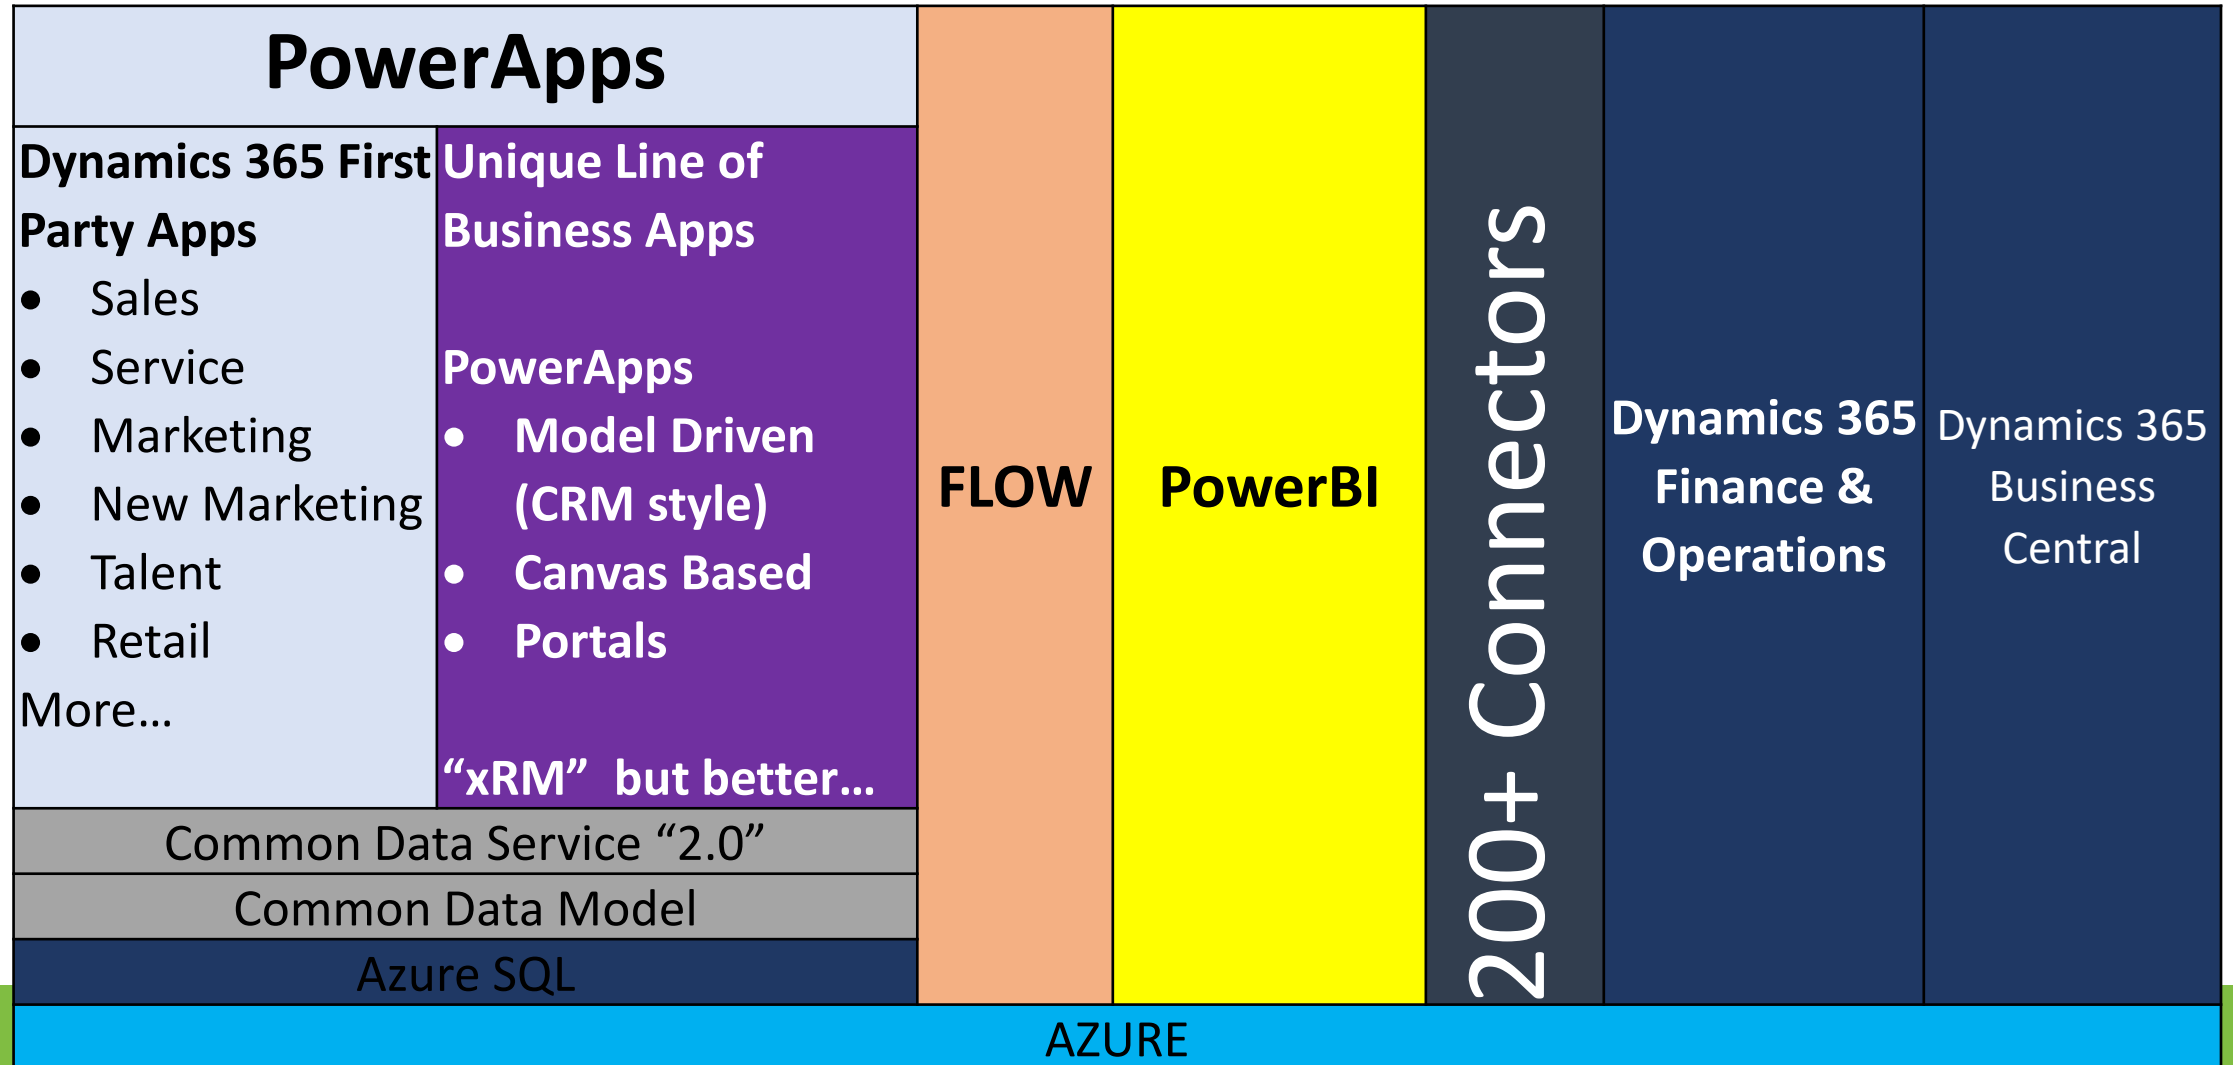 PowerApps
Dynamics 365 First
Party Apps
• Sales
• Service
• Marketing
• New Marketing
• Talent
• Retail
More…
Unique Line of
Business Apps
PowerApps
• Model Driven
(CRM style)
• Canvas Based
• Portals
“xRM”  but better…
Common Data Service “2.0”
Common Data Model
Azure SQL
FLOW
PowerBI
200+ Connectors
Dynamics 365
Finance &
Operations
Dynamics 365
Business
Central
AZURE